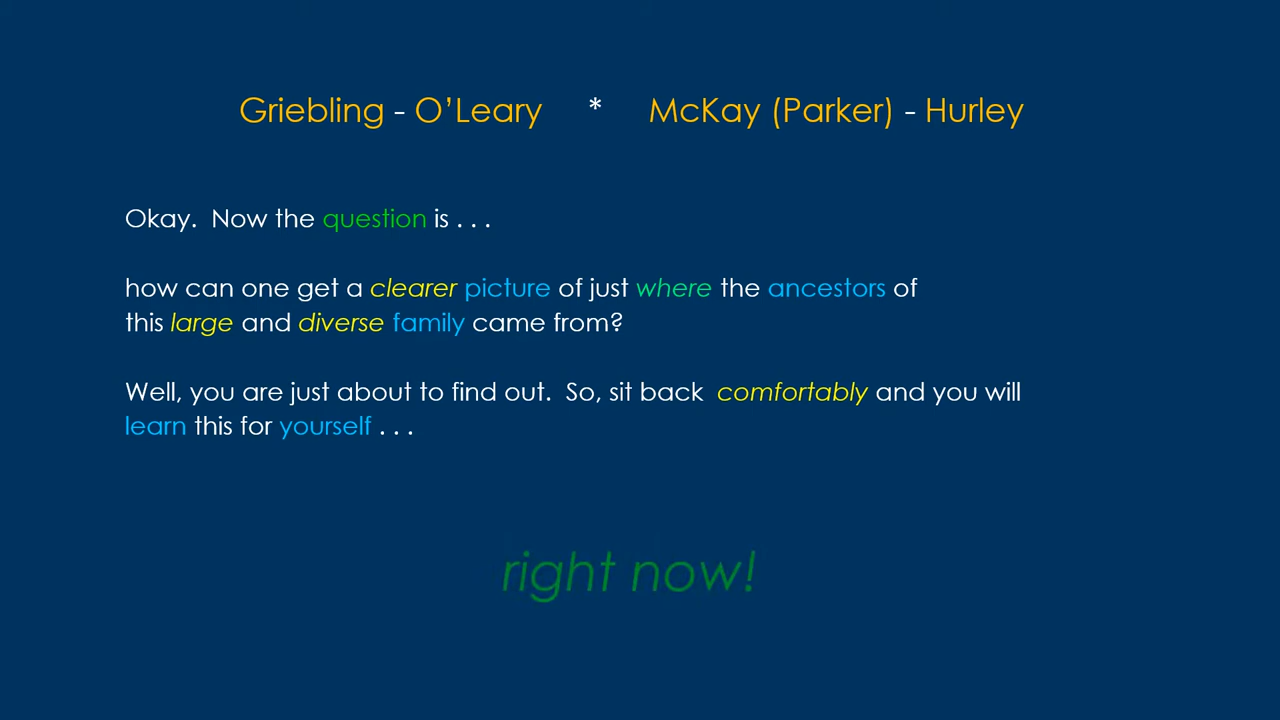 Griebling - O’Leary * McKay (Parker) - Hurley
Okay. Now the question is . . .
how can one get a clearer picture of just where the ancestors of
this large and diverse family came from?
Well, you are just about to find out. So, sit back comfortably and you will
learn this for yourself . . .
right now!